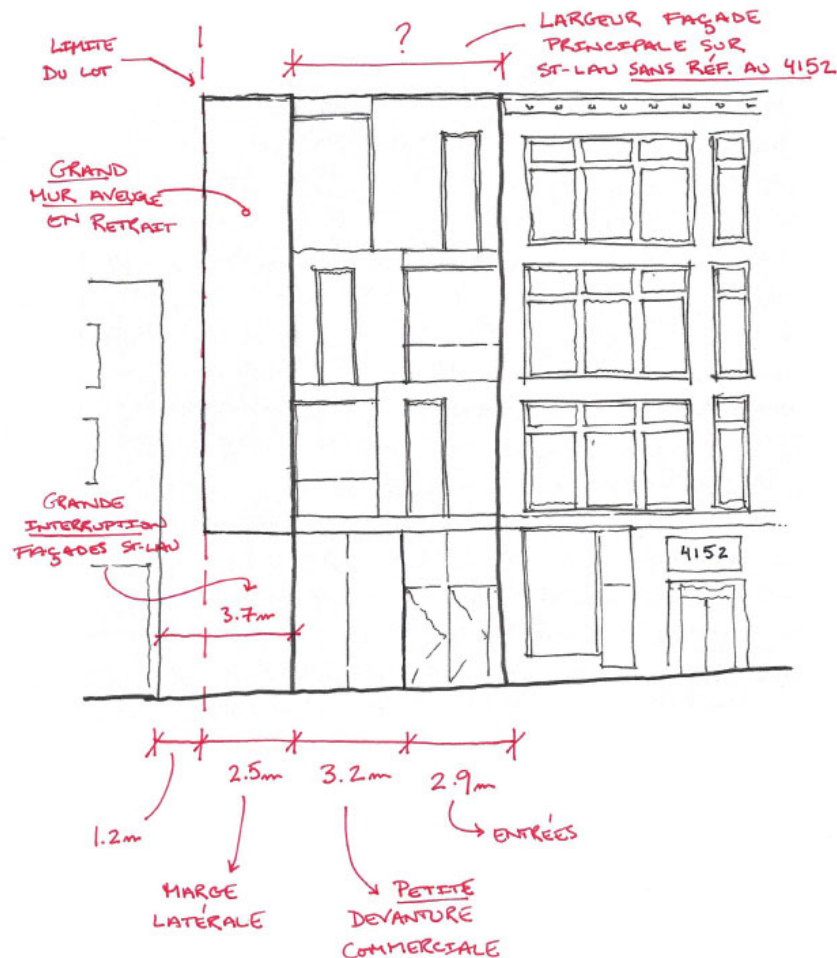 LIMITE
DU LOT
?
LARGEUR FAÇADE
PRINCIPALE SUR
ST-LAU SANS RÉF. AU 4152
GRAND
MUR AVEUGLE
EN RETRAIT
GRANDE
INTERRUPTION
FAÇADES ST-LAU
3.7m
4152
2.5m
3.2m
2.9m
1.2m
ENTRÉES
MARGE
LATÉRALE
PETITE
DEVANTURE
COMMERCIALE